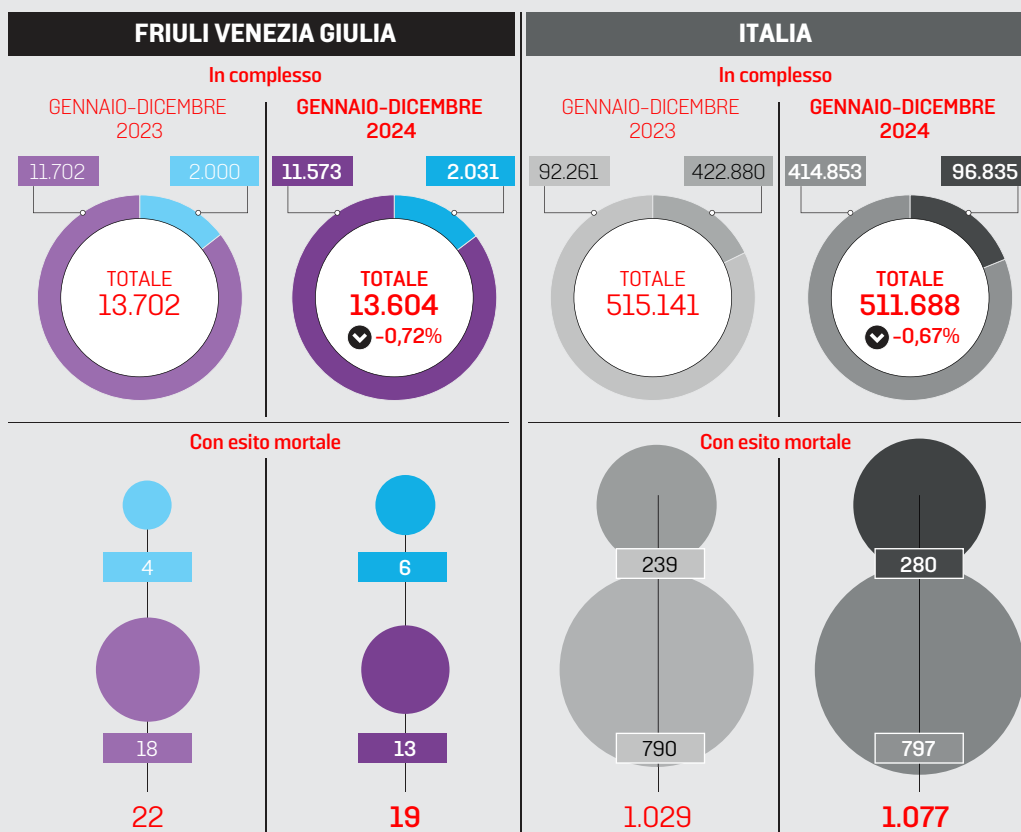 FRIULI VENEZIA GIULIA
In complesso
GENNAIO-DICEMBRE
2023
11.702
2.000
TOTALE
13.702
GENNAIO-DICEMBRE
2024
11.573
2.031
TOTALE
13.604
-0,72%
Con esito mortale
4
18
22
6
13
19
ITALIA
In complesso
GENNAIO-DICEMBRE
2023
92.261
422.880
TOTALE
515.141
GENNAIO-DICEMBRE
2024
414.853
96.835
TOTALE
511.688
-0,67%
Con esito mortale
239
790
1.029
280
797
1.077